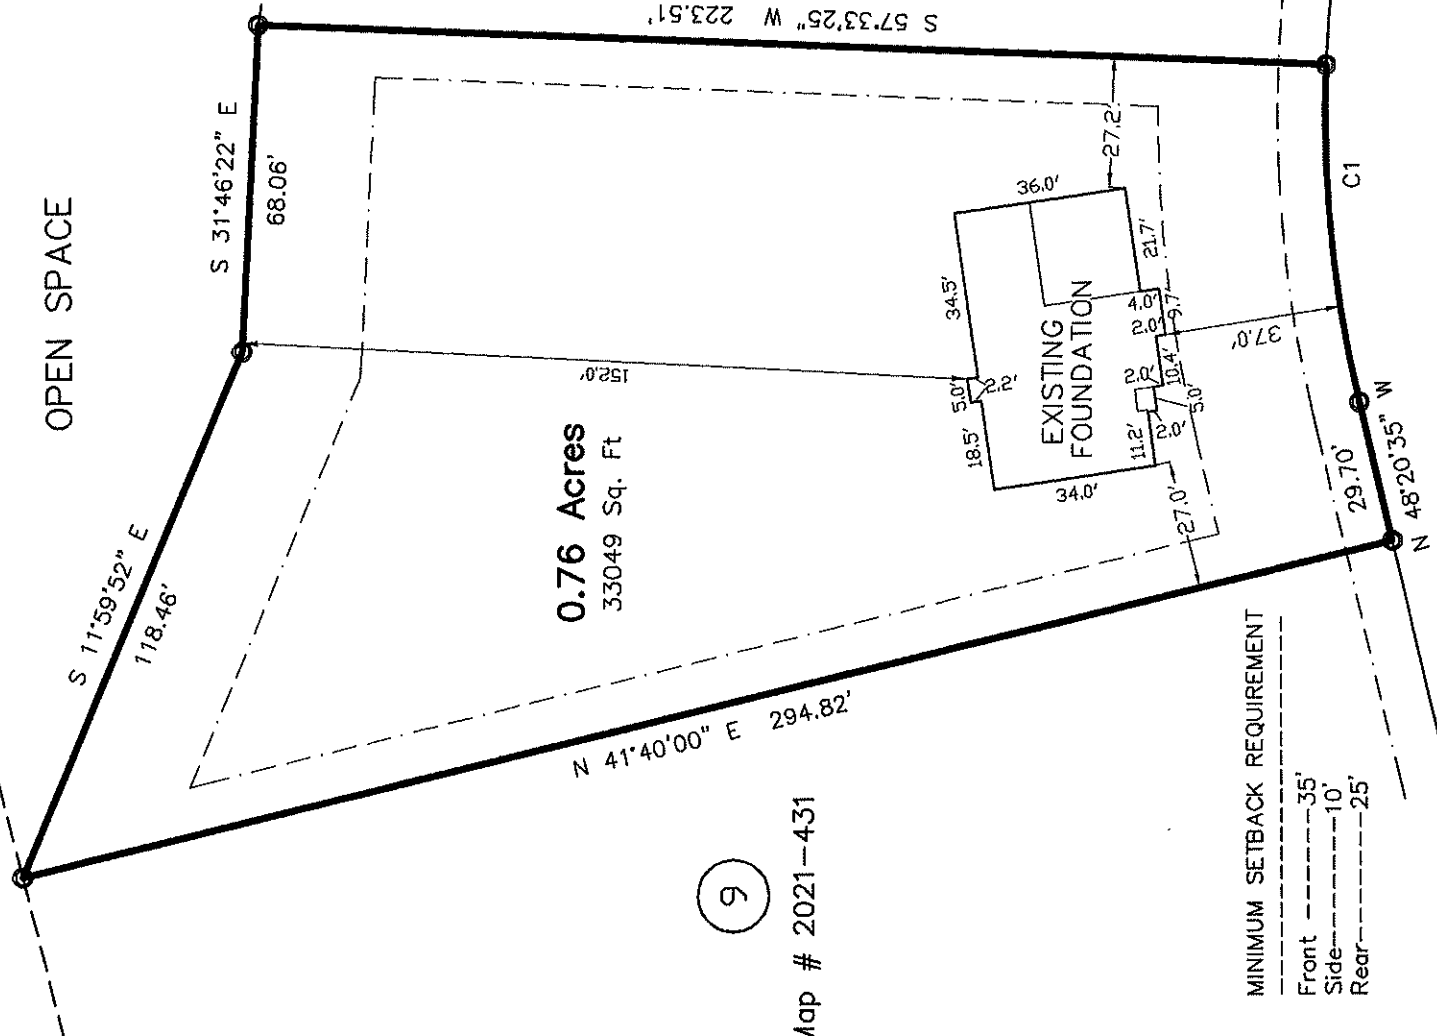 OPEN SPACE
S 31°46'22" E
68.06'
S 57°33'25" W 223.51'
S 11°59'52" E
118.46'
152.0'
0.76 Acres
33049 Sq. Ft
N 41°40'00" E 294.82'
EXISTING
FOUNDATION
36.0'
34.5'
5.0'
2.2'
18.5'
34.0'
11.2'
2.0'
5.0'
2.0'
10.4'
2.0'
9.7'
4.0'
21.7'
27.2'
27.0'
37.0'
C1
29.70'
N 48°20'35" W
9
Map # 2021-431
MINIMUM SETBACK REQUIREMENT
Front --------35'
Side----------10'
Rear----------25'